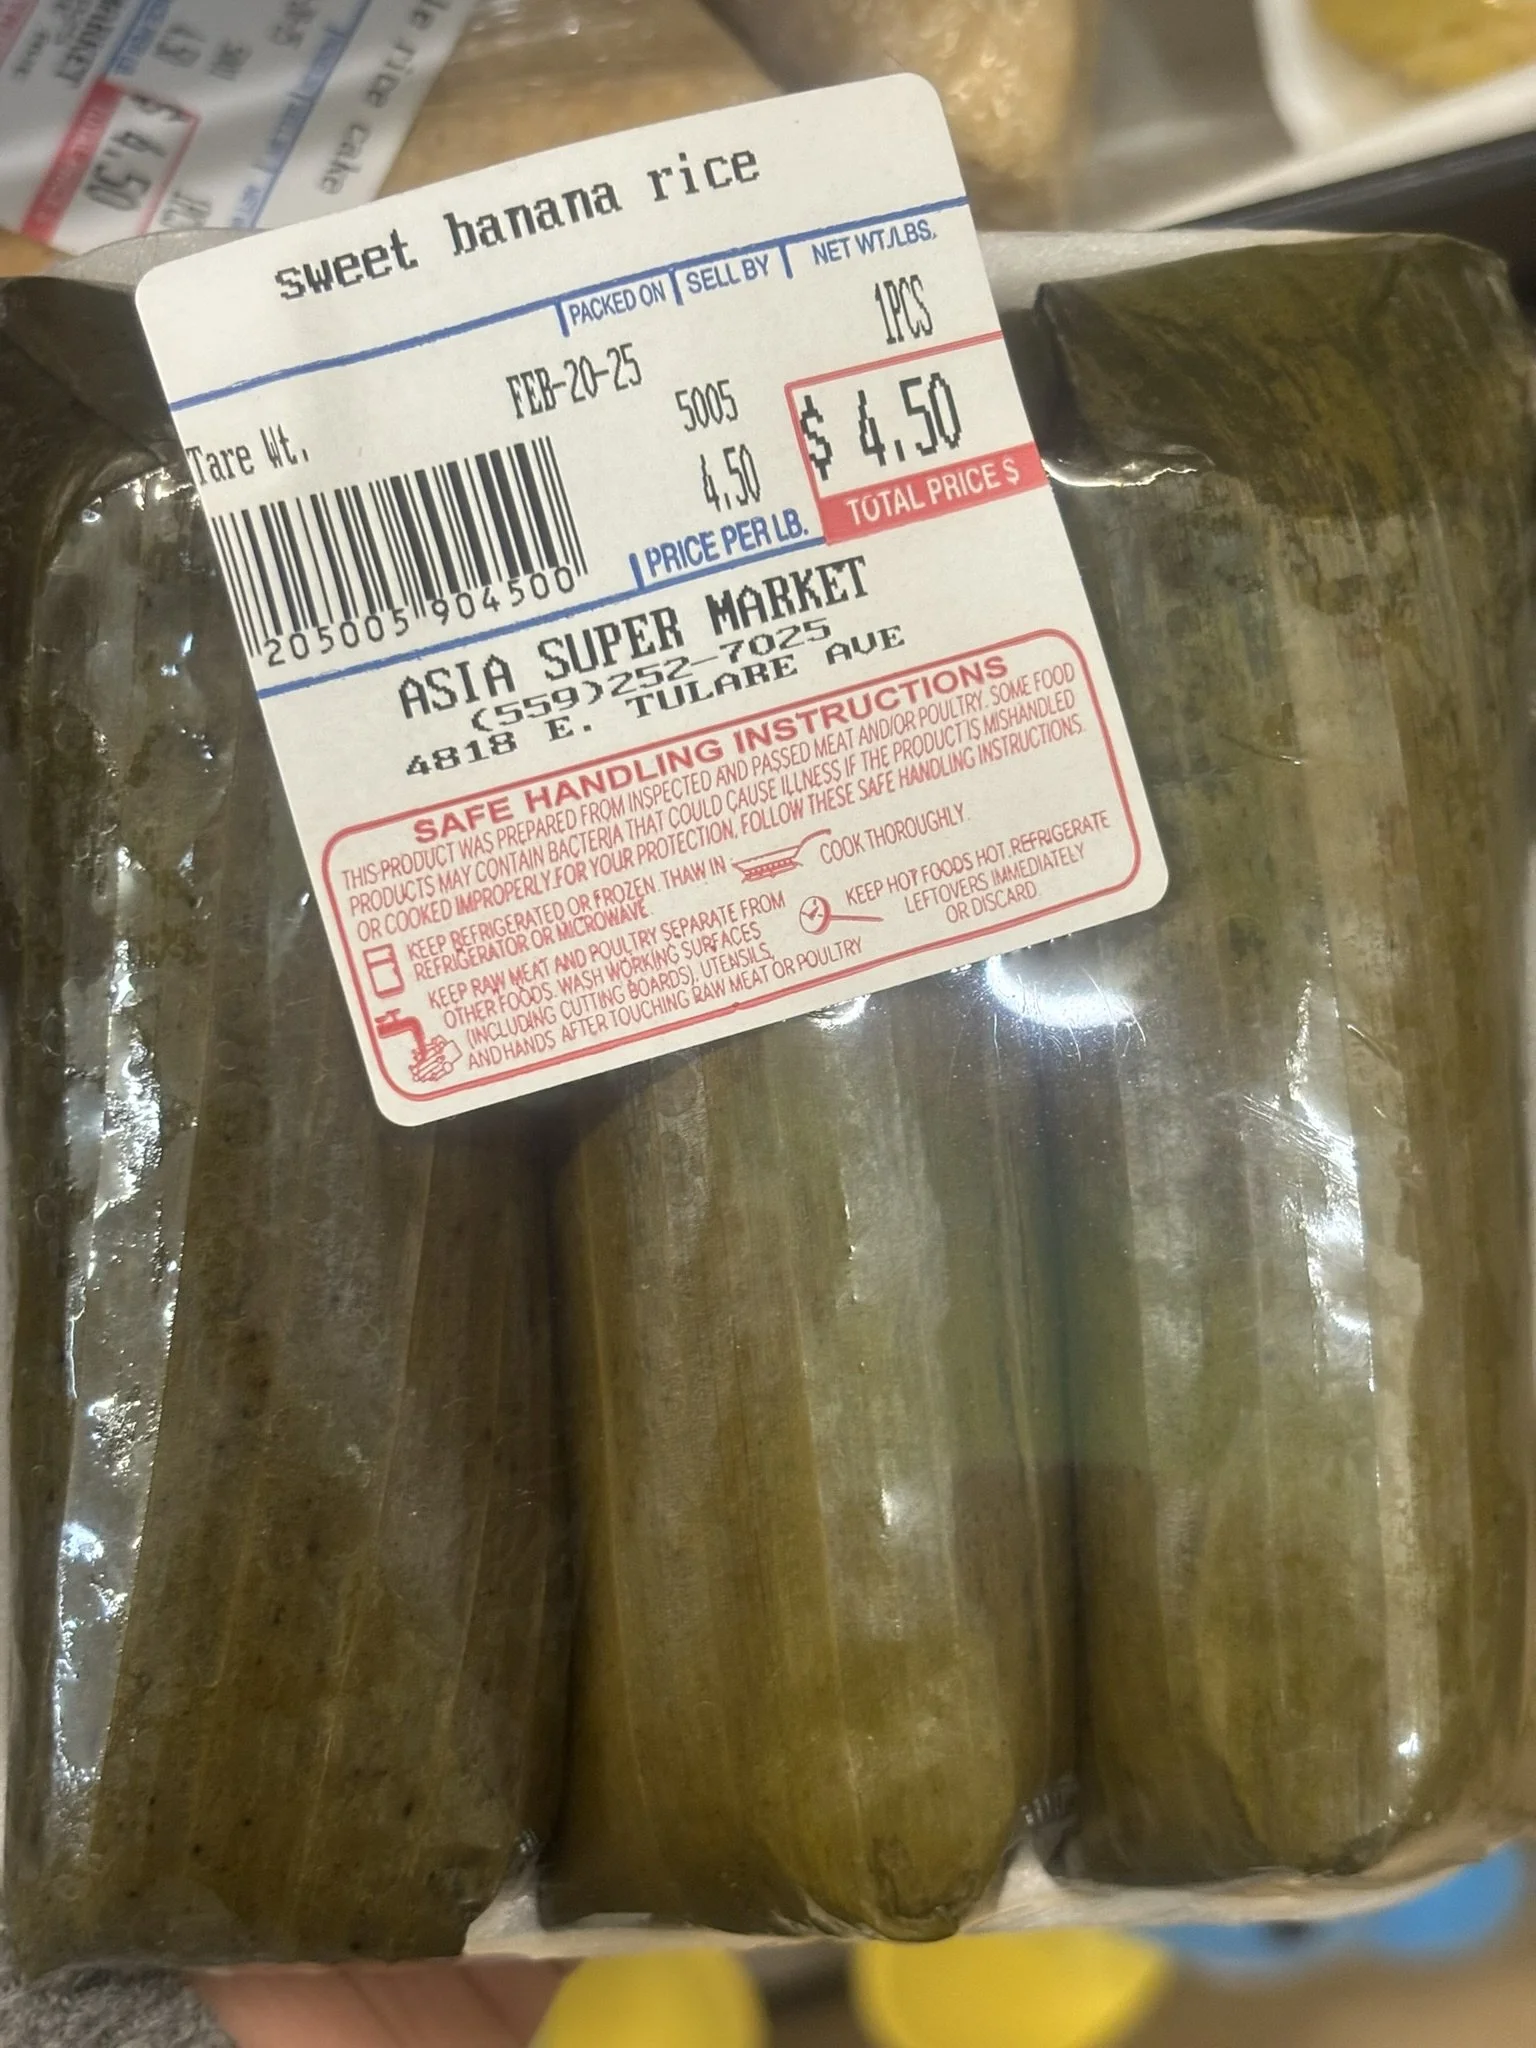 le rice cake
$ 4.50
sweet banana rice
PACKED ON SELL BY NET WT./LBS.
FEB-20-25 1PCS
Tare Wt. 5005 $ 4.50
4.50 TOTAL PRICE $
PRICE PER LB.
205005 904500
ASIA SUPER MARKET
(559)252-7025
4818 E. TULARE AVE
SAFE HANDLING INSTRUCTIONS
THIS PRODUCT WAS PREPARED FROM INSPECTED AND PASSED MEAT AND/OR POULTRY. SOME FOOD
PRODUCTS MAY CONTAIN BACTERIA THAT COULD CAUSE ILLNESS IF THE PRODUCT IS MISHANDLED
OR COOKED IMPROPERLY. FOR YOUR PROTECTION, FOLLOW THESE SAFE HANDLING INSTRUCTIONS.
KEEP REFRIGERATED OR FROZEN. THAW IN
REFRIGERATOR OR MICROWAVE.
COOK THOROUGHLY.
KEEP RAW MEAT AND POULTRY SEPARATE FROM
OTHER FOODS. WASH WORKING SURFACES
(INCLUDING CUTTING BOARDS), UTENSILS,
AND HANDS AFTER TOUCHING RAW MEAT OR POULTRY
KEEP HOT FOODS HOT. REFRIGERATE
LEFTOVERS IMMEDIATELY
OR DISCARD.